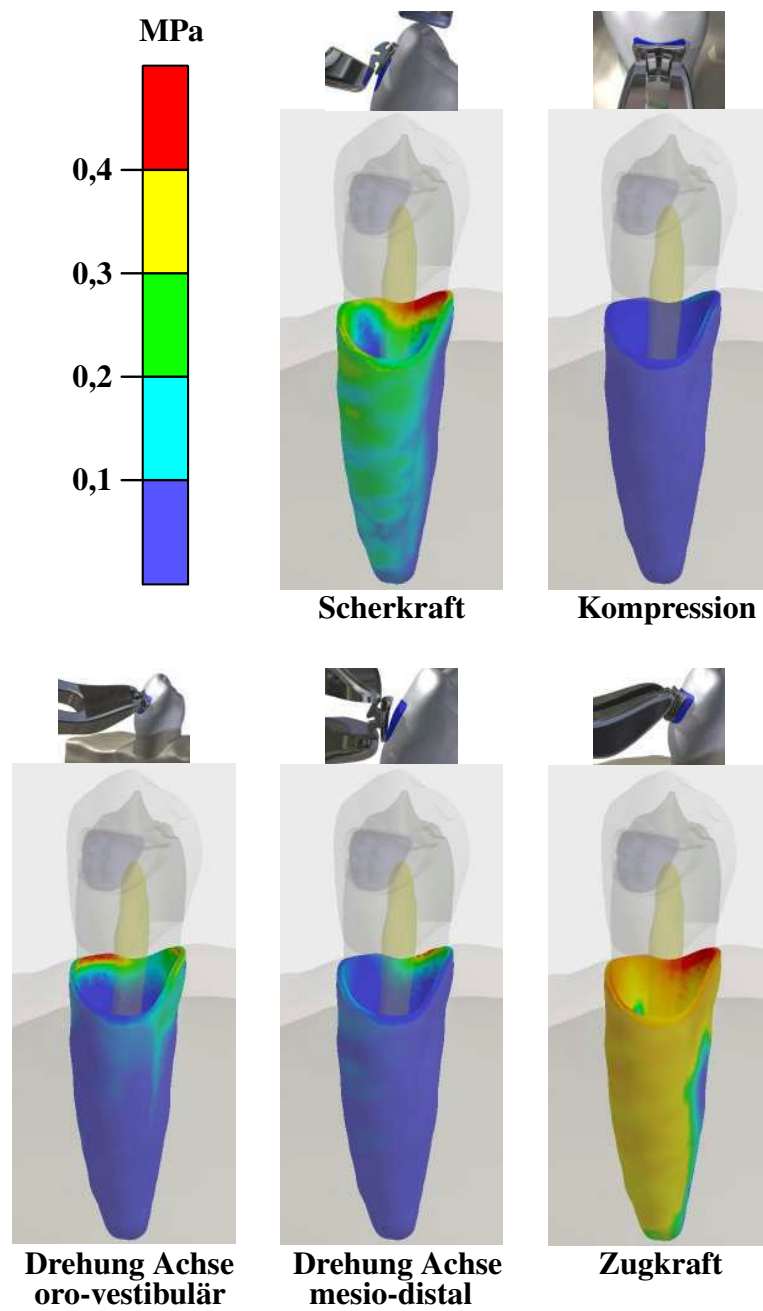 MPa
0,4
0,3
0,2
0,1
Scherkraft
Kompression
Drehung Achse
oro-vestibulär
Drehung Achse
mesio-distal
Zugkraft